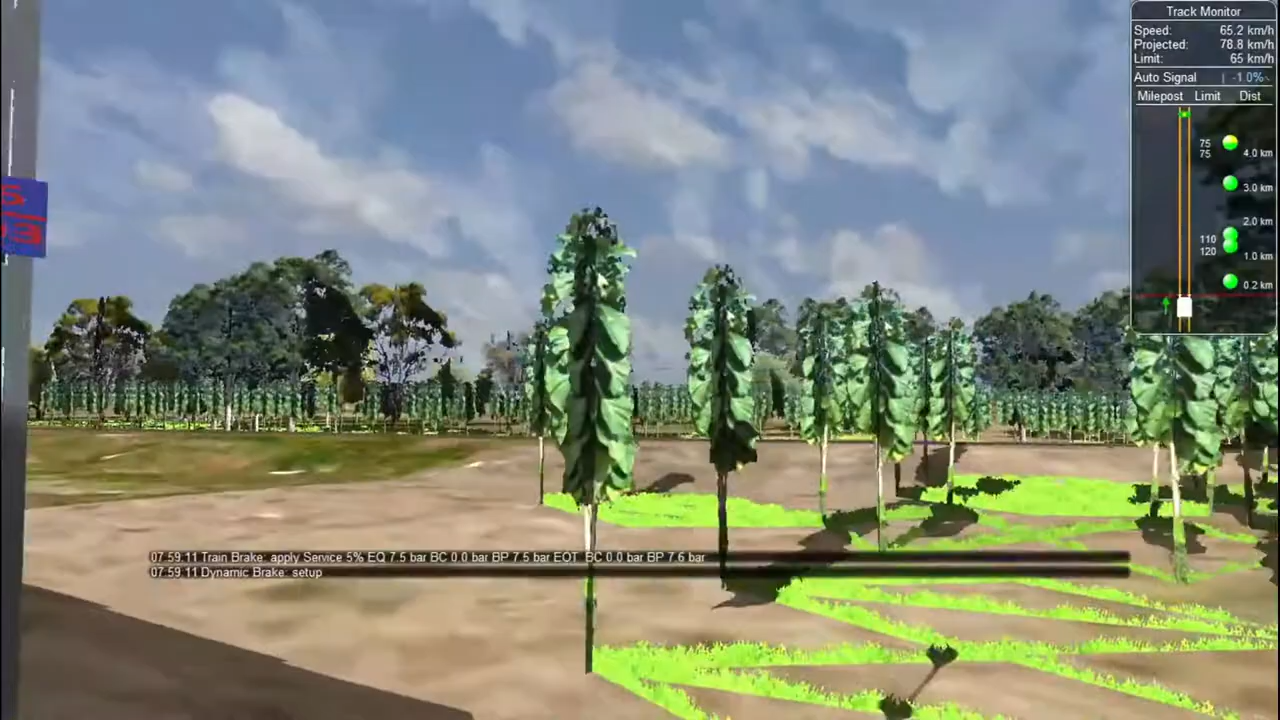 Track Monitor
Speed: 65.2 km/h
Projected: 78.8 km/h
Limit: 65 km/h
Auto Signal | -1.0%
Milepost Limit Dist
75
75 4.0 km
3.0 km
2.0 km
110
120 1.0 km
0.2 km
07:59:11 Train Brake: apply Service 5% EQ 7.5 bar BC 0.0 bar BP 7.5 bar EOT BC 0.0 bar BP 7.6 bar
07:59:11 Dynamic Brake: setup